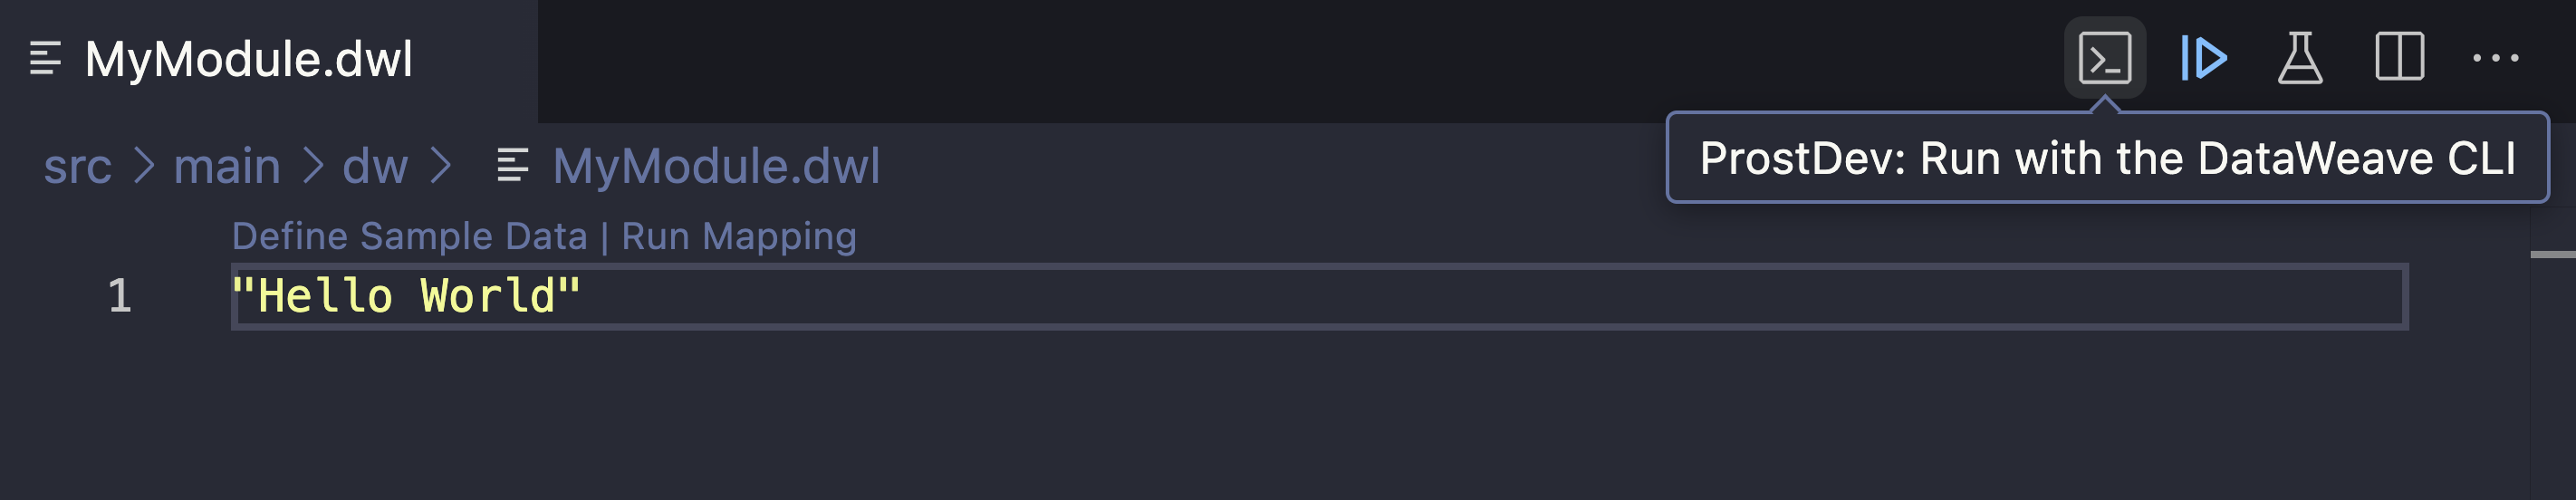 MyModule.dwl
ProstDev: Run with the DataWeave CLI
src > main > dw > MyModule.dwl
Define Sample Data | Run Mapping
1 "Hello World"